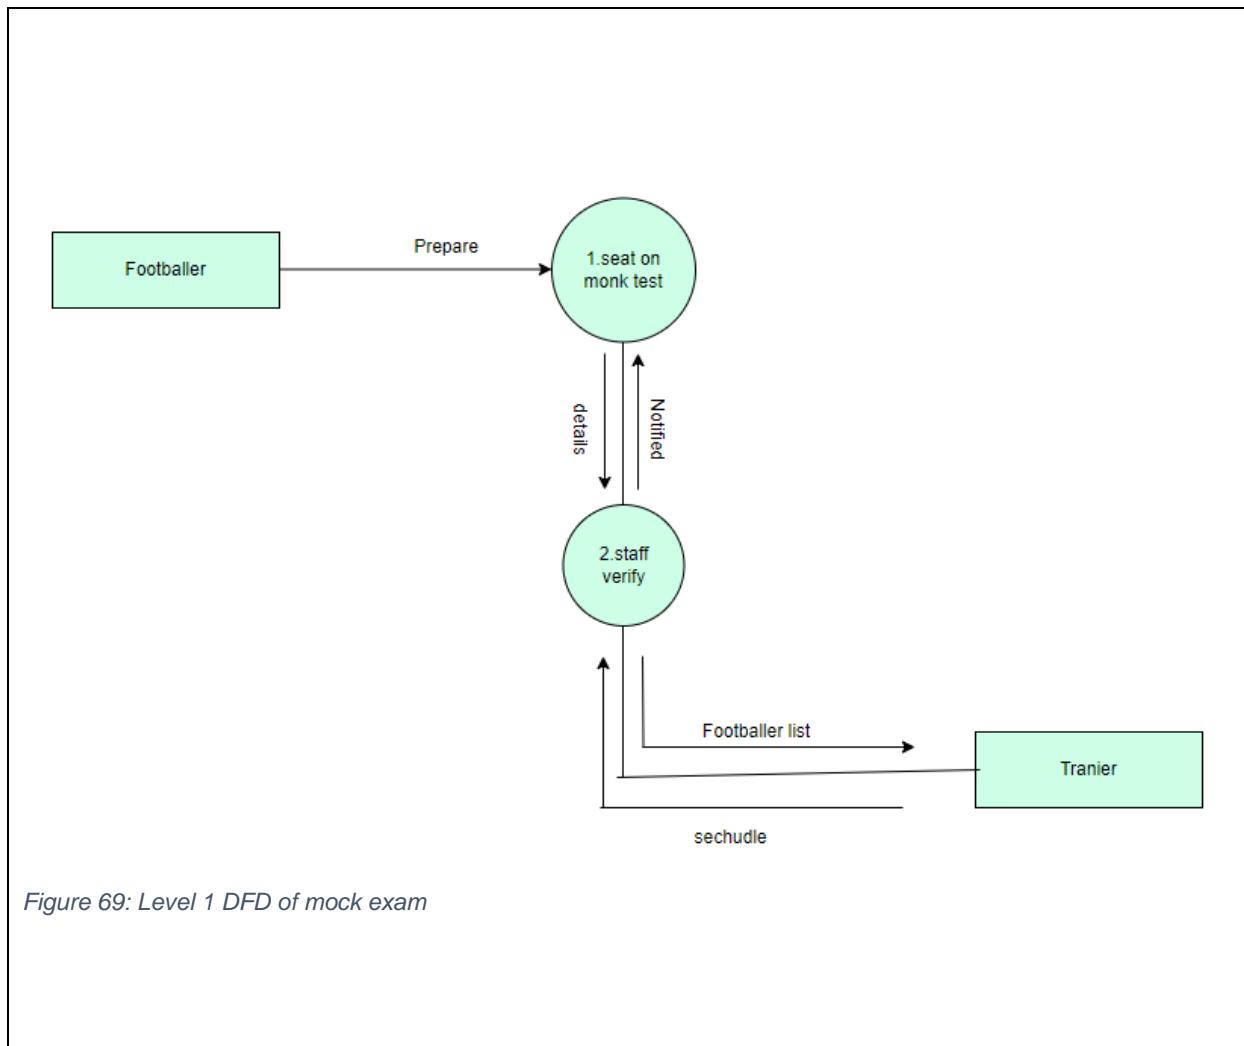 Footballer
Prepare
1.seat on
monk test
details
Notified
2.staff
verify
Footballer list
Tranier
sechudle
Figure 69: Level 1 DFD of mock exam